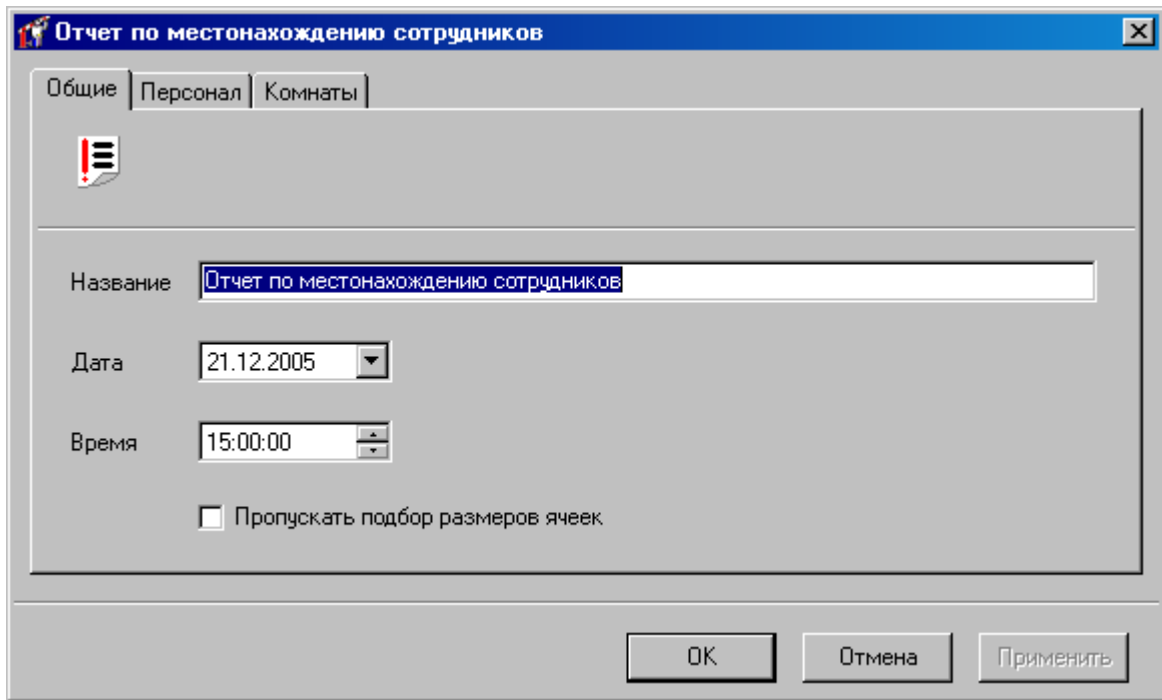 Отчет по местонахождению сотрудников
Общие Персонал Комнаты
Название Отчет по местонахождению сотрудников
Дата 21.12.2005
Время 15:00:00
Пропускать подбор размеров ячеек
OK Отмена Применить